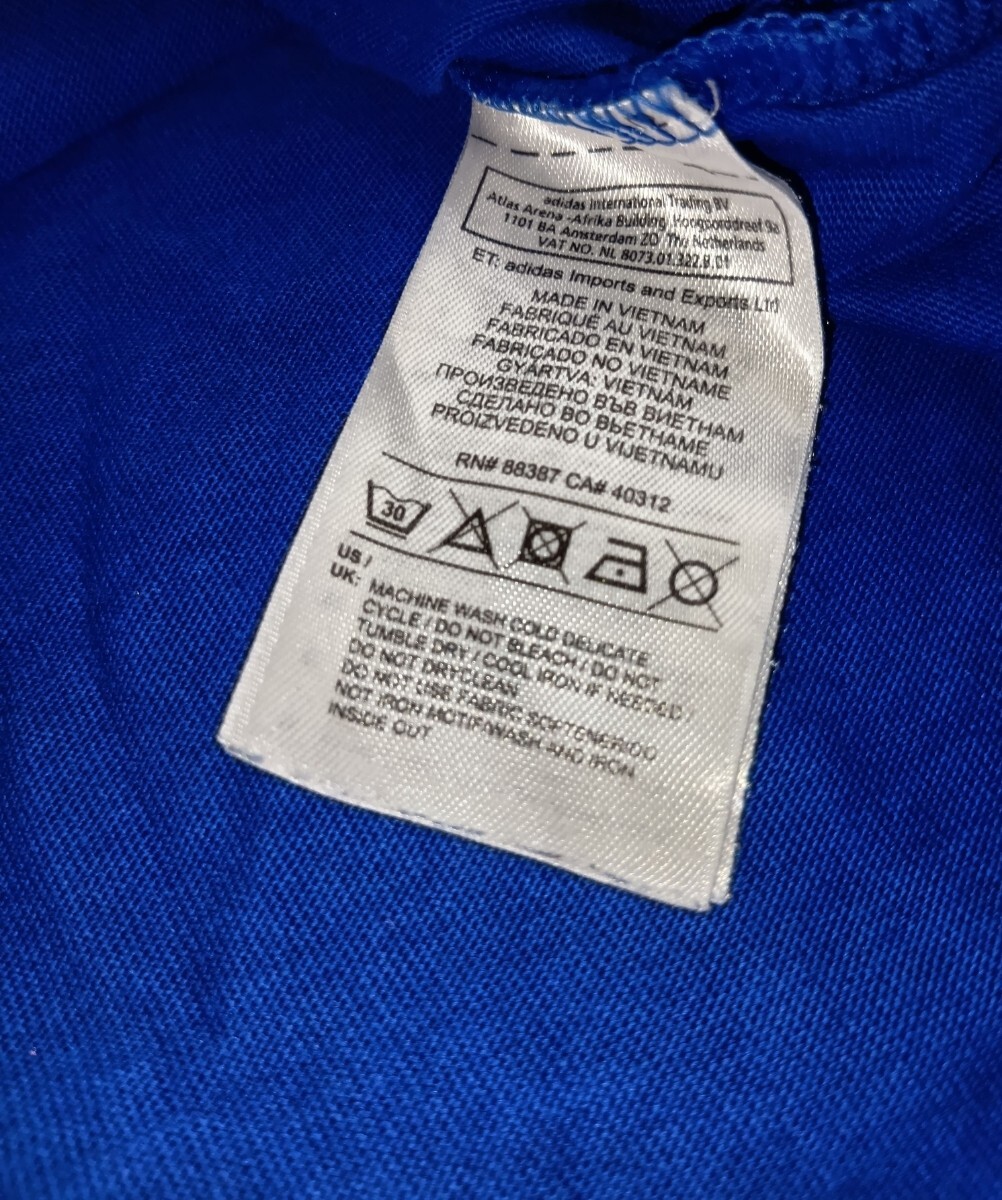 adidas International Trading BV
Atlas Arena -Afrika Building, Hoogoorddreef 9a
1101 BA Amsterdam ZO, The Netherlands
VAT NO. NL 8073.01.322.B.01
ET: adidas Imports and Exports Ltd
MADE IN VIETNAM
FABRIQUÉ AU VIETNAM
FABRICADO EN VIETNAM
FABRICADO NO VIETNAME
GYÁRTVA: VIETNAM
ПРОИЗВЕДЕНО ВЪВ ВИЕТНАМ
СДЕЛАНО ВО ВЬЕТНАМЕ
PROIZVEDENO U VIJETNAMU
RN# 88387 CA# 40312
30
US /
UK: MACHINE WASH COLD DELICATE
CYCLE / DO NOT BLEACH / DO NOT
TUMBLE DRY / COOL IRON IF NEEDED /
DO NOT DRYCLEAN
DO NOT USE FABRIC SOFTENER/DO
NOT IRON MOTIF/WASH AND IRON
INSIDE OUT